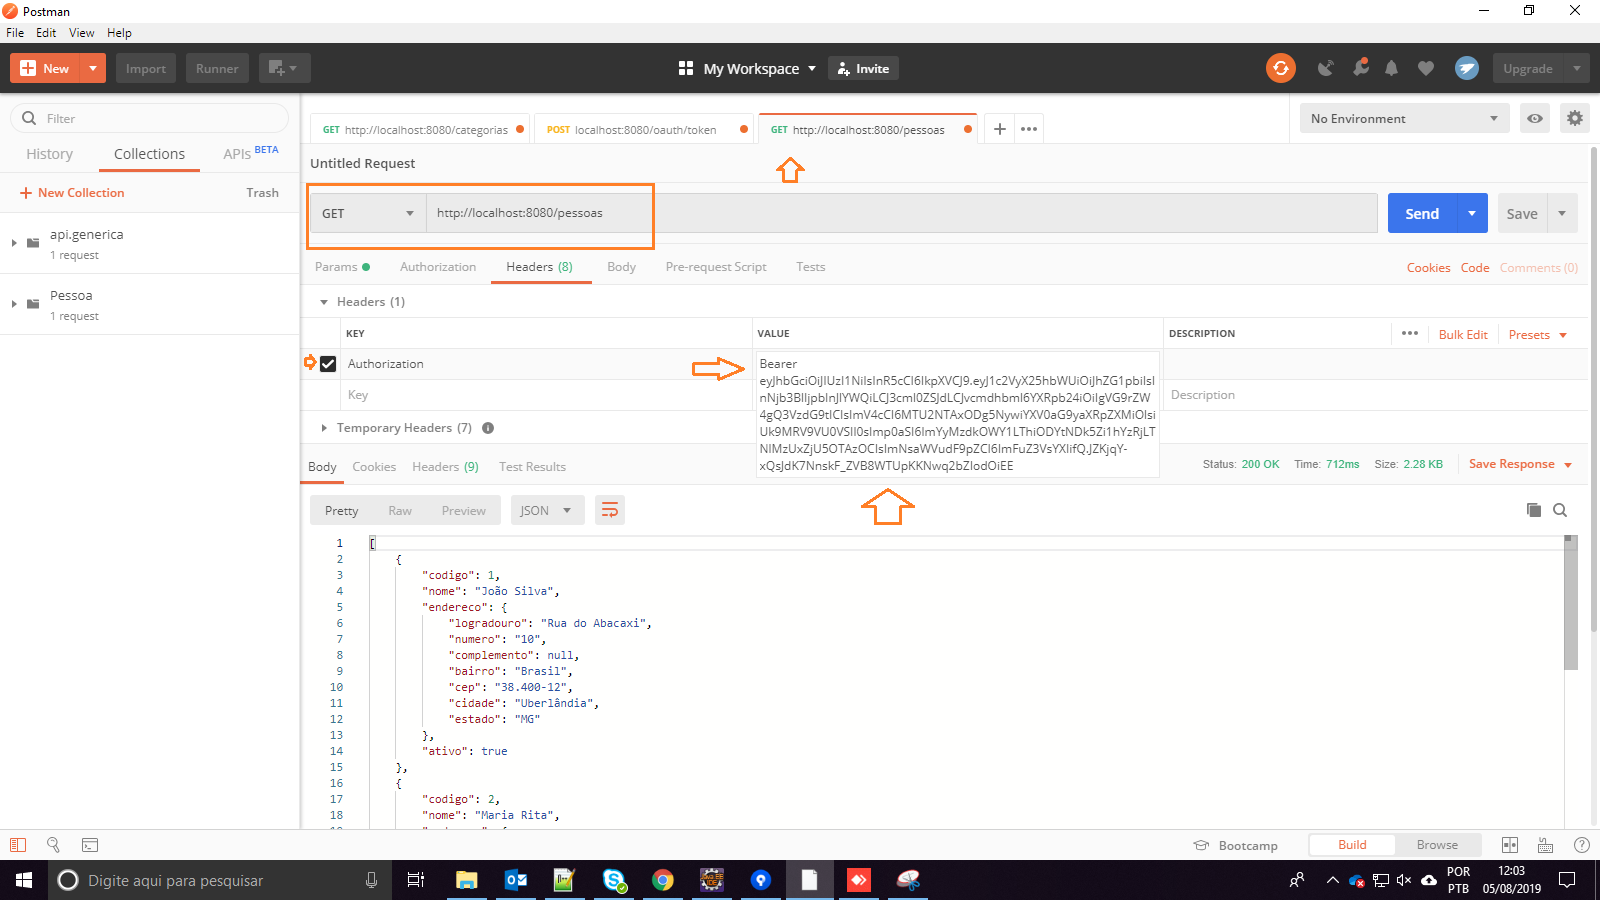 Postman
File Edit View Help
New Import Runner My Workspace Invite Upgrade
Filter
History Collections APIs BETA
New Collection Trash
api.generica
1 request
Pessoa
1 request
GET http://localhost:8080/categorias POST http://localhost:8080/oauth/token GET http://localhost:8080/pessoas
No Environment
Untitled Request
GET http://localhost:8080/pessoas Send Save
Params Authorization Headers (8) Body Pre-request Script Tests Cookies Code Comments (0)
Headers (1)
KEY VALUE DESCRIPTION Bulk Edit Presets
Authorization
Bearer
Key Description
Temporary Headers (7)
Body Cookies Headers (9) Test Results Status: 200 OK Time: 712ms Size: 2.28 KB Save Response
Pretty Raw Preview JSON
1 [
2 {
3 "codigo": 1,
4 "nome": "João Silva",
5 "endereco": {
6 "logradouro": "Rua do Abacaxi",
7 "numero": "10",
8 "complemento": null,
9 "bairro": "Brasil",
10 "cep": "38.400-12",
11 "cidade": "Uberlândia",
12 "estado": "MG"
13 },
14 "ativo": true
15 },
16 {
17 "codigo": 2,
18 "nome": "Maria Rita",
Bootcamp Build Browse
Digite aqui para pesquisar
POR 12:03
PTB 05/08/2019